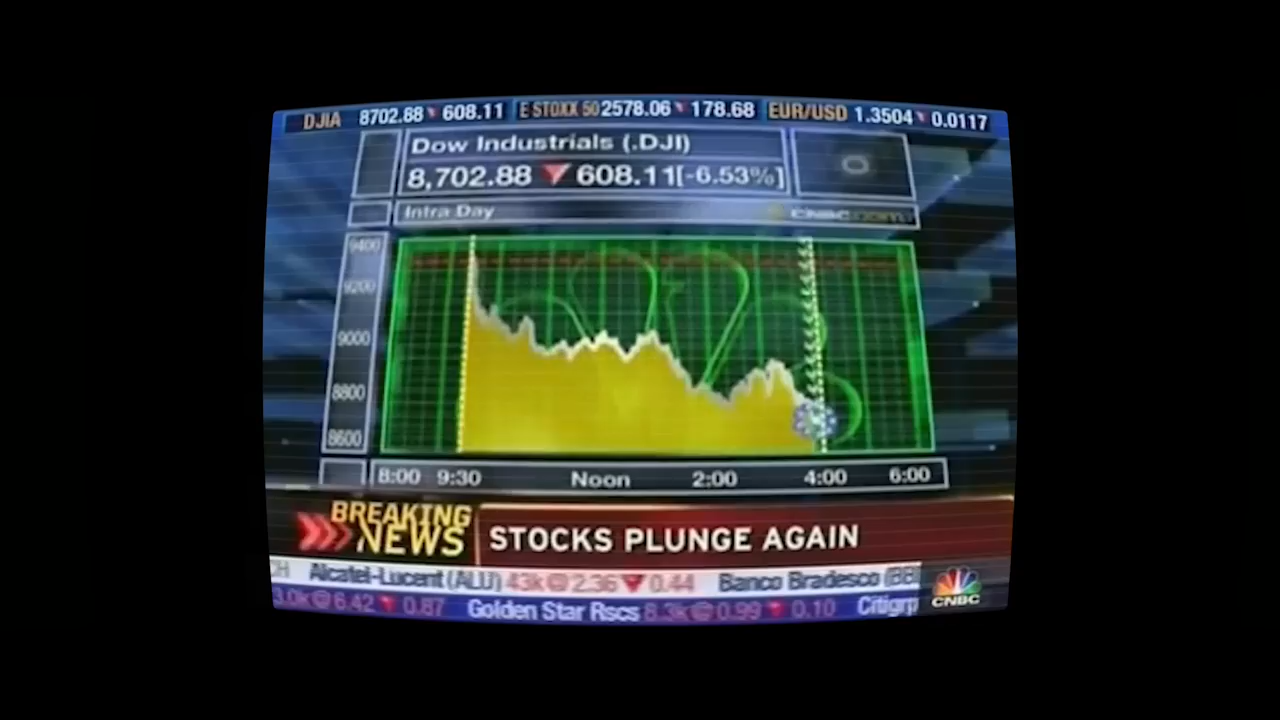 DJIA 8702.88 608.11 E STOXX 50 2578.06 178.68 EUR/USD 1.3504 0.0117
Dow Industrials (.DJI)
8,702.88 608.11[-6.53%]
Intra Day CNBC.com
9400
9200
9000
8800
8600
8:00 9:30 Noon 2:00 4:00 6:00
BREAKING
NEWS
STOCKS PLUNGE AGAIN
Alcatel-Lucent (ALU) 43k@2.36 0.44 Banco Bradesco
3.0k@6.42 0.87 Golden Star Rscs 8.3k@0.99 0.10 Citigrp
CNBC